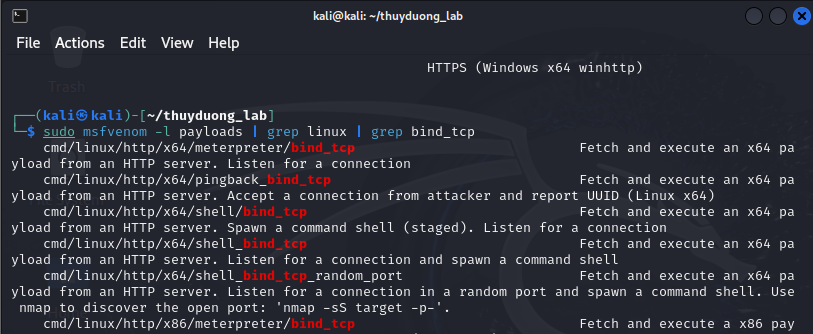 kali@kali: ~/thuyduong_lab
File Actions Edit View Help
Trash
HTTPS (Windows x64 winhttp)
┌──(kali㉿kali)-[~/thuyduong_lab]
└─$ sudo msfvenom -l payloads | grep linux | grep bind_tcp
cmd/linux/http/x64/meterpreter/bind_tcp Fetch and execute an x64 pa
yload from an HTTP server. Listen for a connection
cmd/linux/http/x64/pingback_bind_tcp Fetch and execute an x64 pa
yload from an HTTP server. Accept a connection from attacker and report UUID (Linux x64)
cmd/linux/http/x64/shell/bind_tcp Fetch and execute an x64 pa
yload from an HTTP server. Spawn a command shell (staged). Listen for a connection
cmd/linux/http/x64/shell_bind_tcp Fetch and execute an x64 pa
yload from an HTTP server. Listen for a connection and spawn a command shell
cmd/linux/http/x64/shell_bind_tcp_random_port Fetch and execute an x64 pa
yload from an HTTP server. Listen for a connection in a random port and spawn a command shell. Use
nmap to discover the open port: 'nmap -sS target -p-'.
cmd/linux/http/x86/meterpreter/bind_tcp Fetch and execute a x86 pay